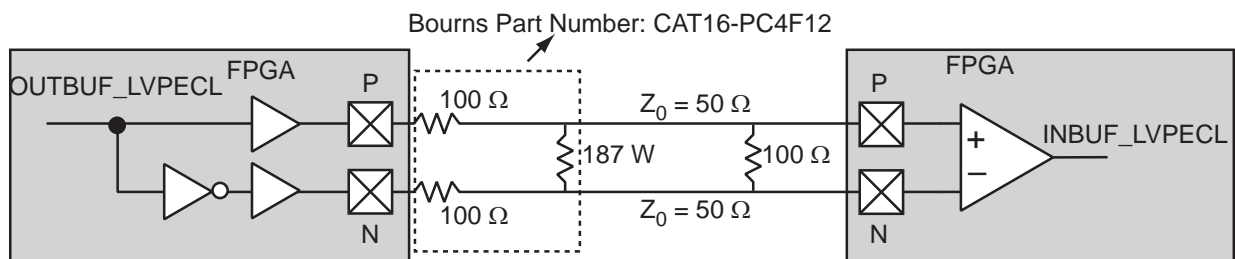 Bourns Part Number: CAT16-PC4F12
FPGA
OUTBUF_LVPECL
P
100 Ω
Z0 = 50 Ω
187 W
100 Ω
100 Ω
N
Z0 = 50 Ω
FPGA
P
+
−
INBUF_LVPECL
N